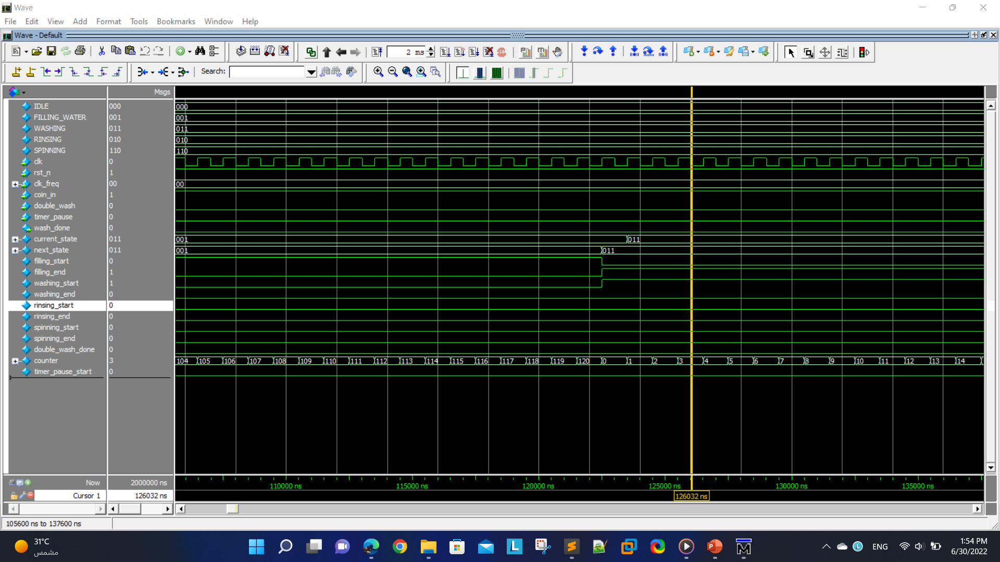 Wave
File Edit View Add Format Tools Bookmarks Window Help
Wave - Default
2 ms
Search:
Msgs
IDLE 000 000
FILLING_WATER 001 001
WASHING 011 011
RINSING 010 010
SPINNING 110 110
clk 0
rst_n 1
clk_freq 00 00
coin_in 1
double_wash 0
timer_pause 0
wash_done 0
current_state 011 001 011
next_state 011 001 011
filling_start 0
filling_end 1
washing_start 1
washing_end 0
rinsing_start 0
rinsing_end 0
spinning_start 0
spinning_end 0
double_wash_done 0
counter 3 104 105 106 107 108 109 110 111 112 113 114 115 116 117 118 119 120 0 1 2 3 4 5 6 7 8 9 10 11 12 13 14
timer_pause_start 0
Now 2000000 ns 110000 ns 115000 ns 120000 ns 125000 ns 130000 ns 135000 ns
Cursor 1 126032 ns 126032 ns
105600 ns to 137600 ns
31°C
مشمس
ENG
1:54 PM
6/30/2022